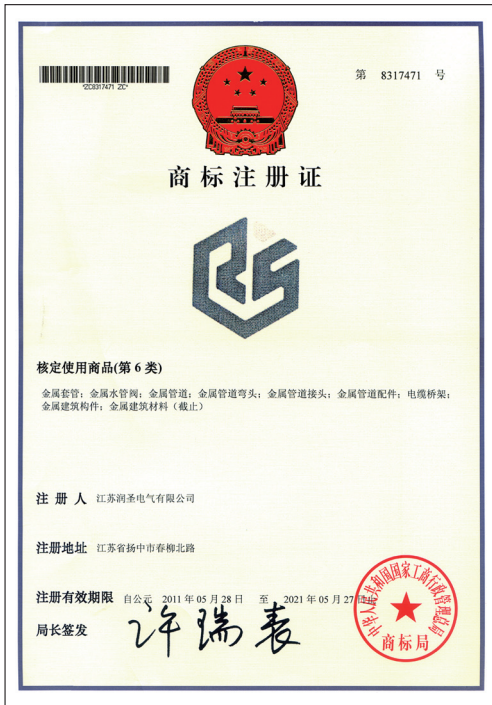 第 8317471 号
*ZC8317471 ZC*
商标注册证
RS
核定使用商品(第 6 类)
金属套管；金属水管阀；金属管道；金属管道弯头；金属管道接头；金属管道配件；电缆桥架；
金属建筑构件；金属建筑材料（截止）
注 册 人 江苏润圣电气有限公司
注册地址 江苏省扬中市春柳北路
注册有效期限 自公元 2011 年 05 月 28 日 至 2021 年 05 月 27 日止
局长签发 许瑞表
中华人民共和国国家工商行政管理总局
商标局